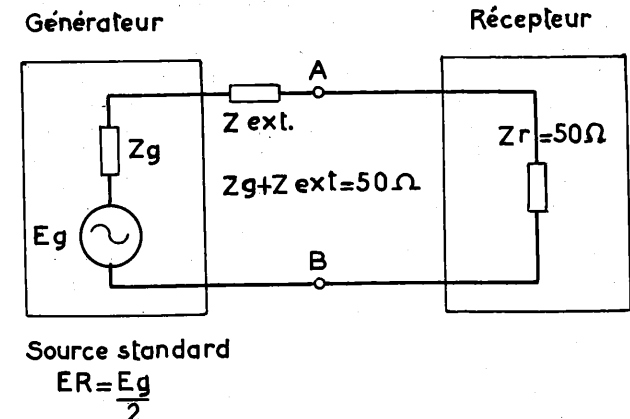 Générateur
Récepteur
A
Z ext.
Zg
Zr=50Ω
Zg+Z ext=50Ω
Eg
B
Source standard
ER=Eg
2